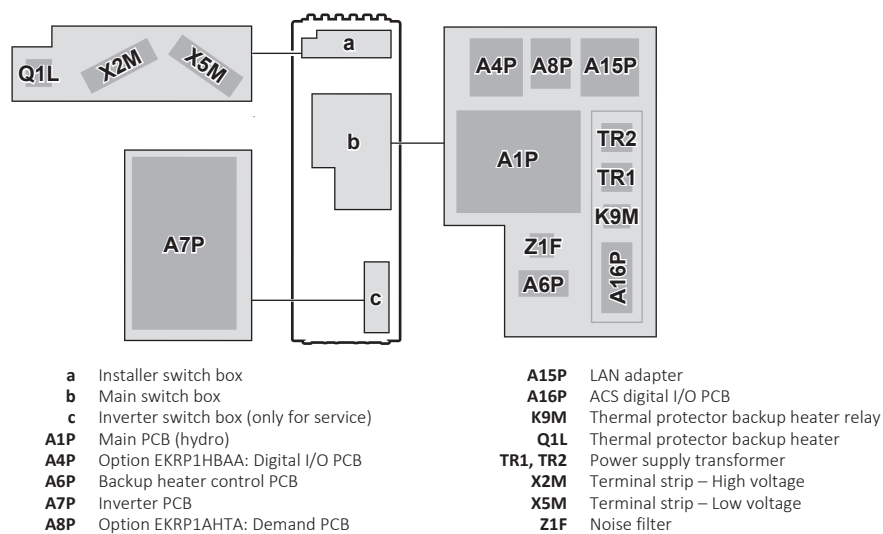 a
Q1L X2M X5M
A4P A8P A15P
b
A1P
TR2
TR1
K9M
A7P
Z1F
A6P
A16P
c
a Installer switch box
b Main switch box
c Inverter switch box (only for service)
A1P Main PCB (hydro)
A4P Option EKRP1HBAA: Digital I/O PCB
A6P Backup heater control PCB
A7P Inverter PCB
A8P Option EKRP1AHTA: Demand PCB
A15P LAN adapter
A16P ACS digital I/O PCB
K9M Thermal protector backup heater relay
Q1L Thermal protector backup heater
TR1, TR2 Power supply transformer
X2M Terminal strip – High voltage
X5M Terminal strip – Low voltage
Z1F Noise filter